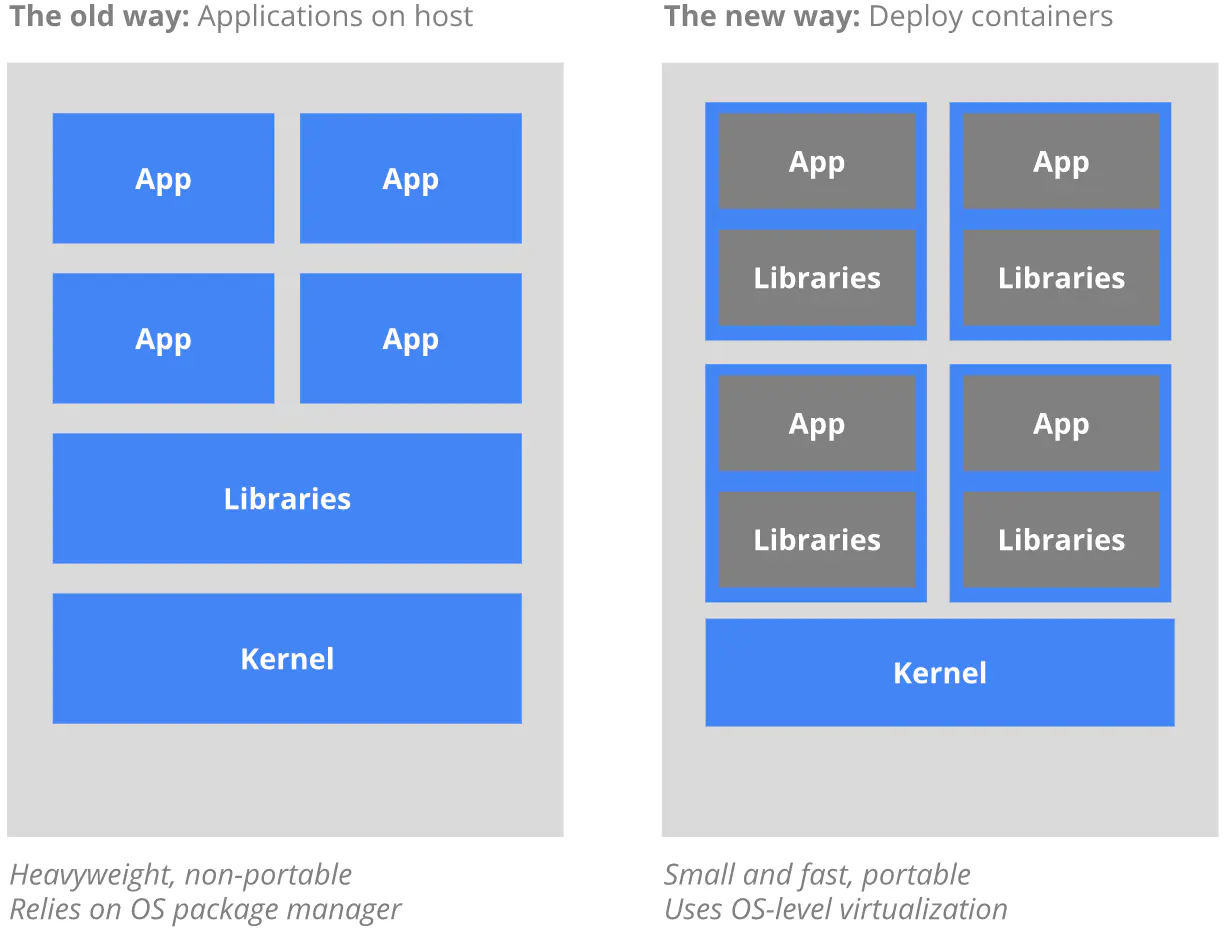 The old way: Applications on host
App
App
App
App
Libraries
Kernel
Heavyweight, non-portable
Relies on OS package manager
The new way: Deploy containers
App
App
Libraries
Libraries
App
App
Libraries
Libraries
Kernel
Small and fast, portable
Uses OS-level virtualization